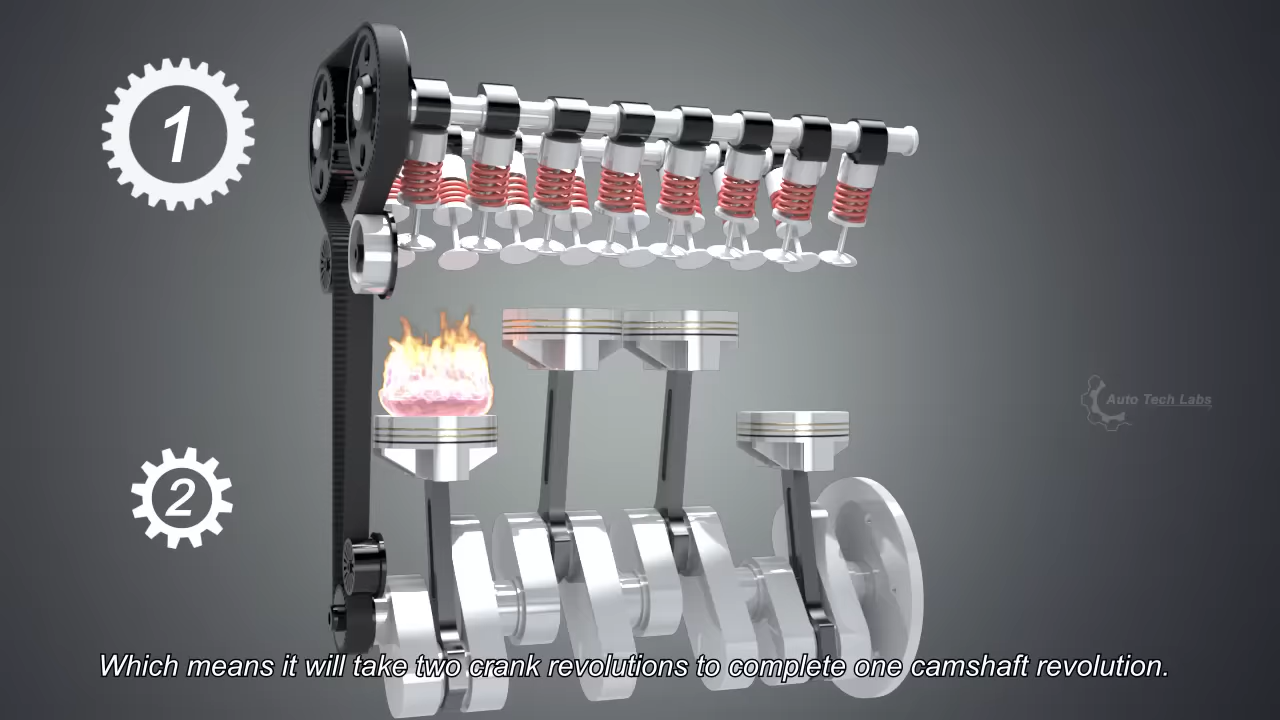 1
2
Auto Tech Labs
Which means it will take two crank revolutions to complete one camshaft revolution.